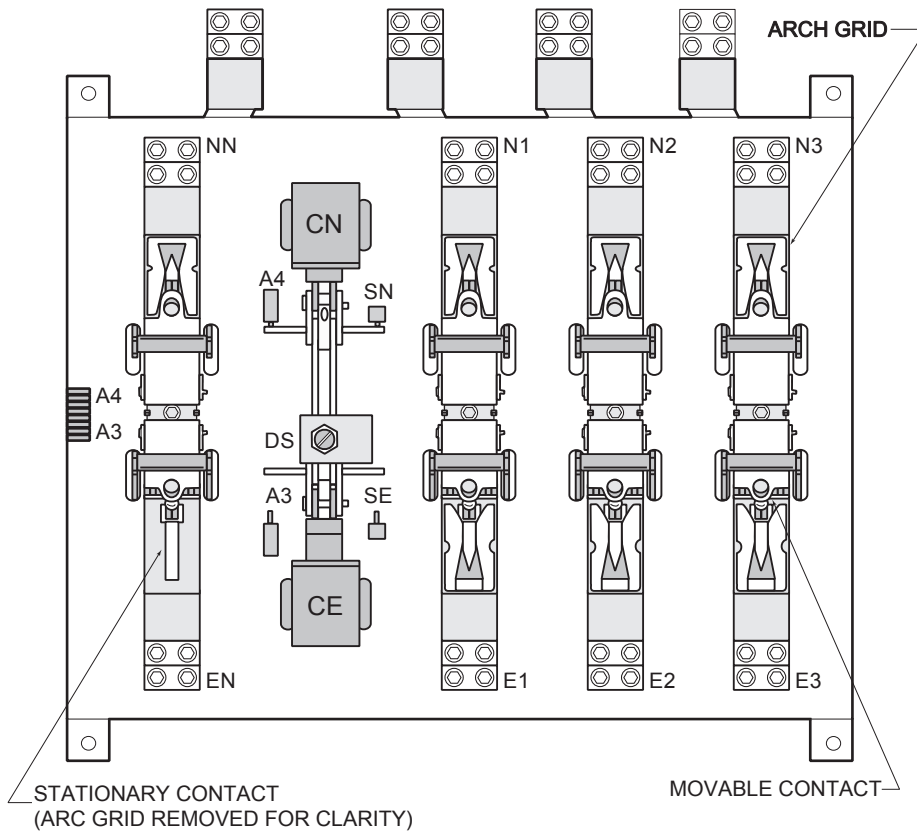 ARCH GRID
NN
N1
N2
N3
CN
A4
SN
A4
A3
DS
A3
SE
CE
EN
E1
E2
E3
STATIONARY CONTACT
(ARC GRID REMOVED FOR CLARITY)
MOVABLE CONTACT